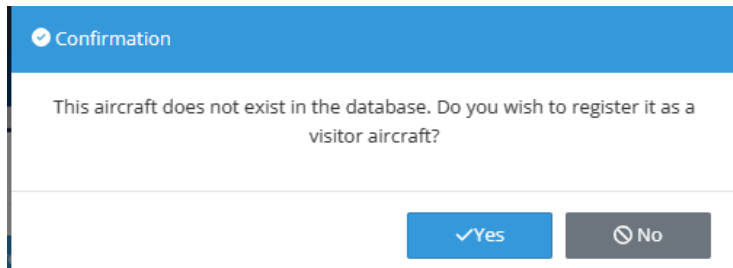 Confirmation
This aircraft does not exist in the database. Do you wish to register it as a
visitor aircraft?
Yes
No